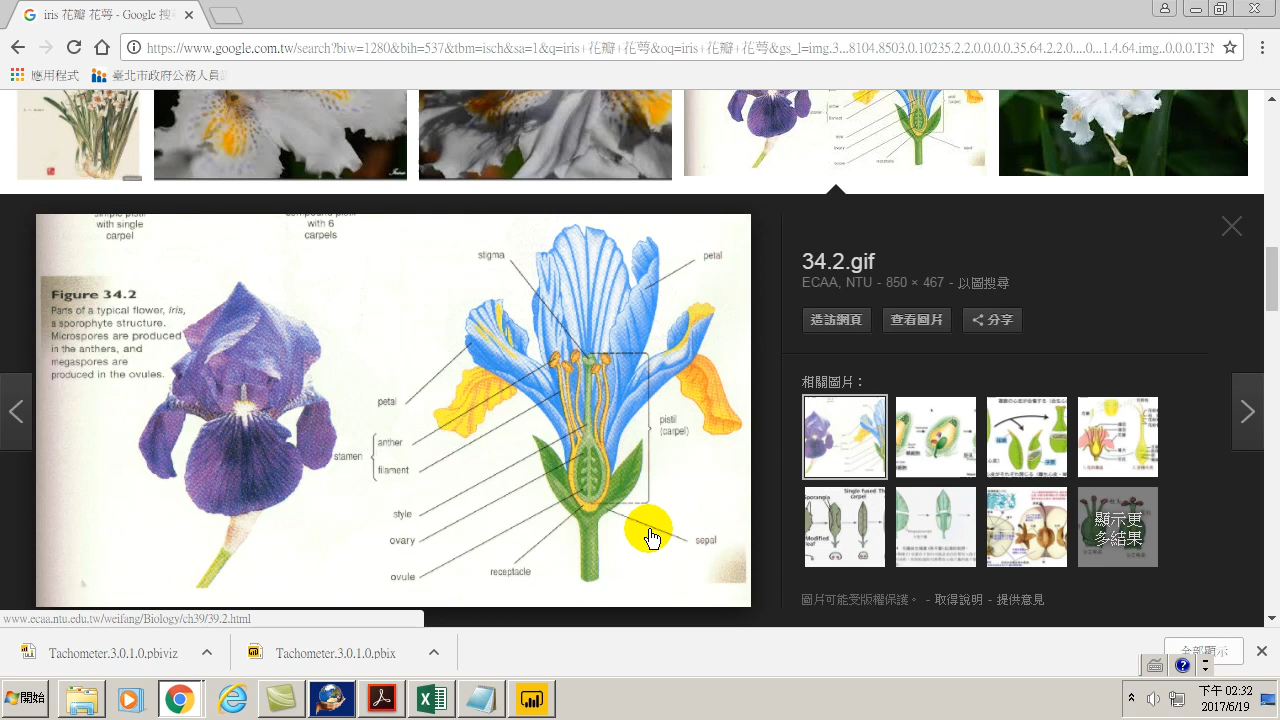 iris 花瓣 花萼 - Google 搜
https://www.google.com.tw/search?biw=1280&bih=537&tbm=isch&sa=1&q=iris+花瓣+花萼&oq=iris+花瓣+花萼&gs_l=img.3...8104.8503.0.10235.2.2.0.0.0.0.35.64.2.2.0....0...1.4.64.img..0.0.0.T3N
應用程式
臺北市政府公務人員
with single
carpel
with 6
carpels
Figure 34.2
Parts of a typical flower, iris,
a sporophyte structure.
Microspores are produced
in the anthers, and
megaspores are
produced in the ovules.
stigma
petal
petal
anther
stamen
filament
pistil
(carpel)
style
ovary
sepal
ovule
receptacle
34.2.gif
ECAA, NTU - 850 × 467 - 以圖搜尋
造訪網頁
查看圖片
分享
相關圖片：
顯示更
多結果
圖片可能受版權保護。 - 取得說明 - 提供意見
www.ecaa.ntu.edu.tw/weifang/Biology/ch39/39.2.html
Tachometer.3.0.1.0.pbiviz
Tachometer.3.0.1.0.pbix
全部顯示
開始
下午 02:32
2017/6/19